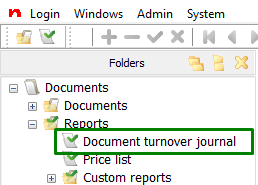 Login Windows Admin System
Folders
Documents
Documents
Reports
Document turnover journal
Price list
Custom reports